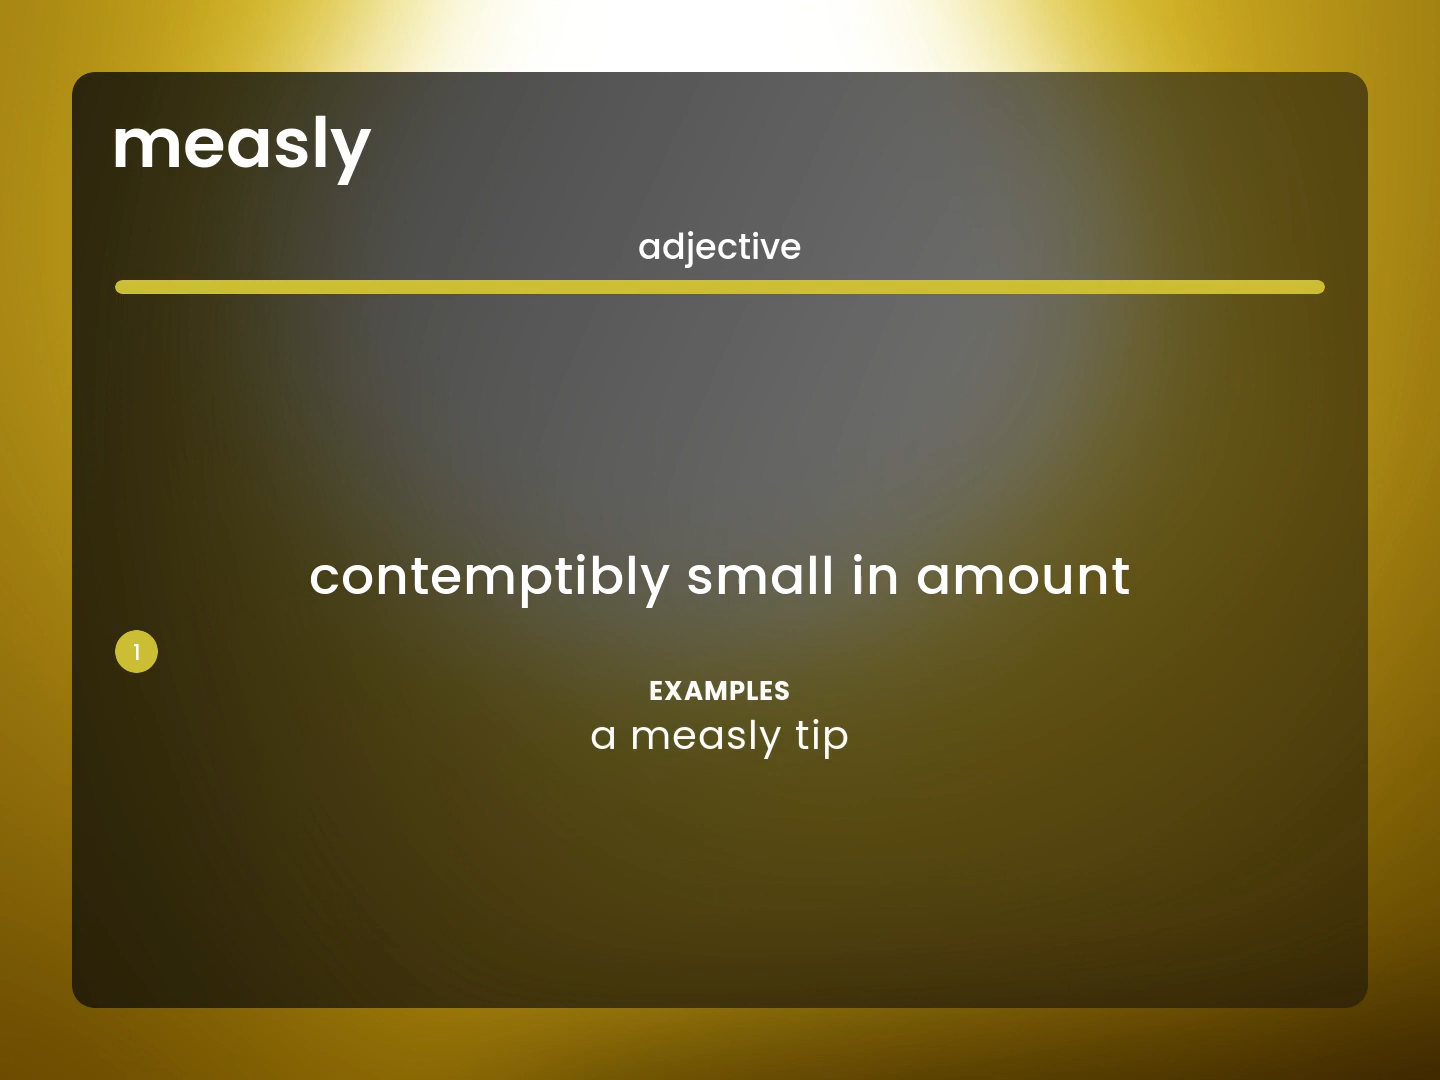 measly
adjective
contemptibly small in amount
1
EXAMPLES
a measly tip